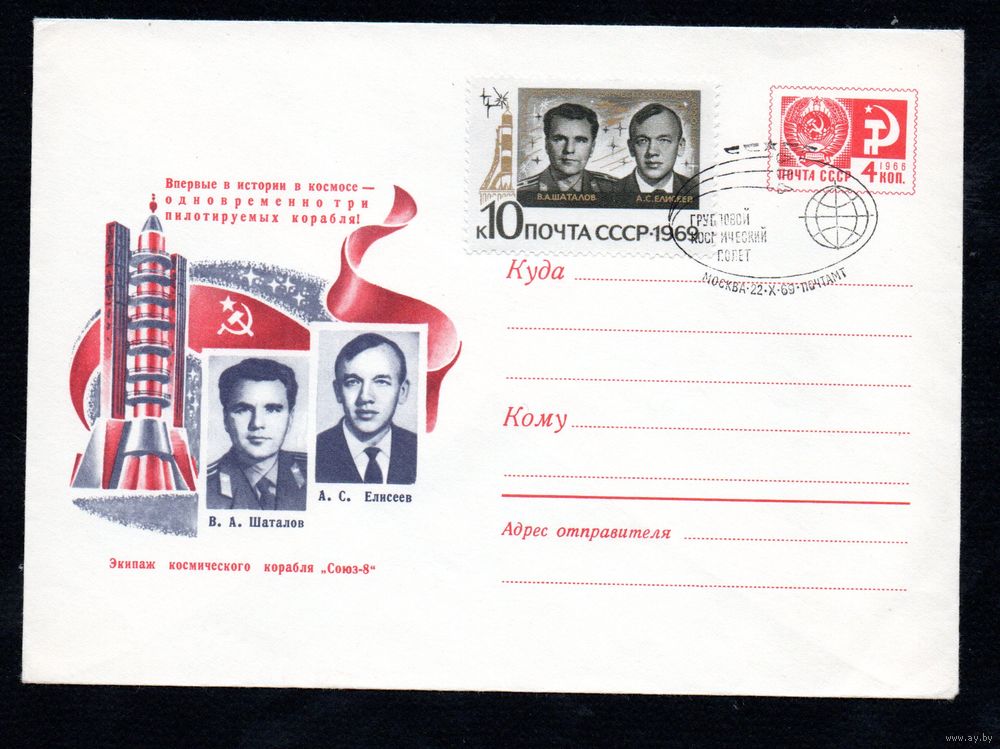 Впервые в истории в космосе —
одновременно три
пилотируемых корабля!
В. А. Шаталов
А. С. Елисеев
Экипаж космического корабля „Союз-8“
В.А.ШАТАЛОВ
А.С.ЕЛИСЕЕВ
к10 ПОЧТА СССР·1969
ПОЧТА СССР
1966
4 КОП.
ГРУППОВОЙ
КОСМИЧЕСКИЙ
ПОЛЕТ
МОСКВА·22·X·69·ПОЧТАМТ
Куда
Кому
Адрес отправителя
www.ay.by